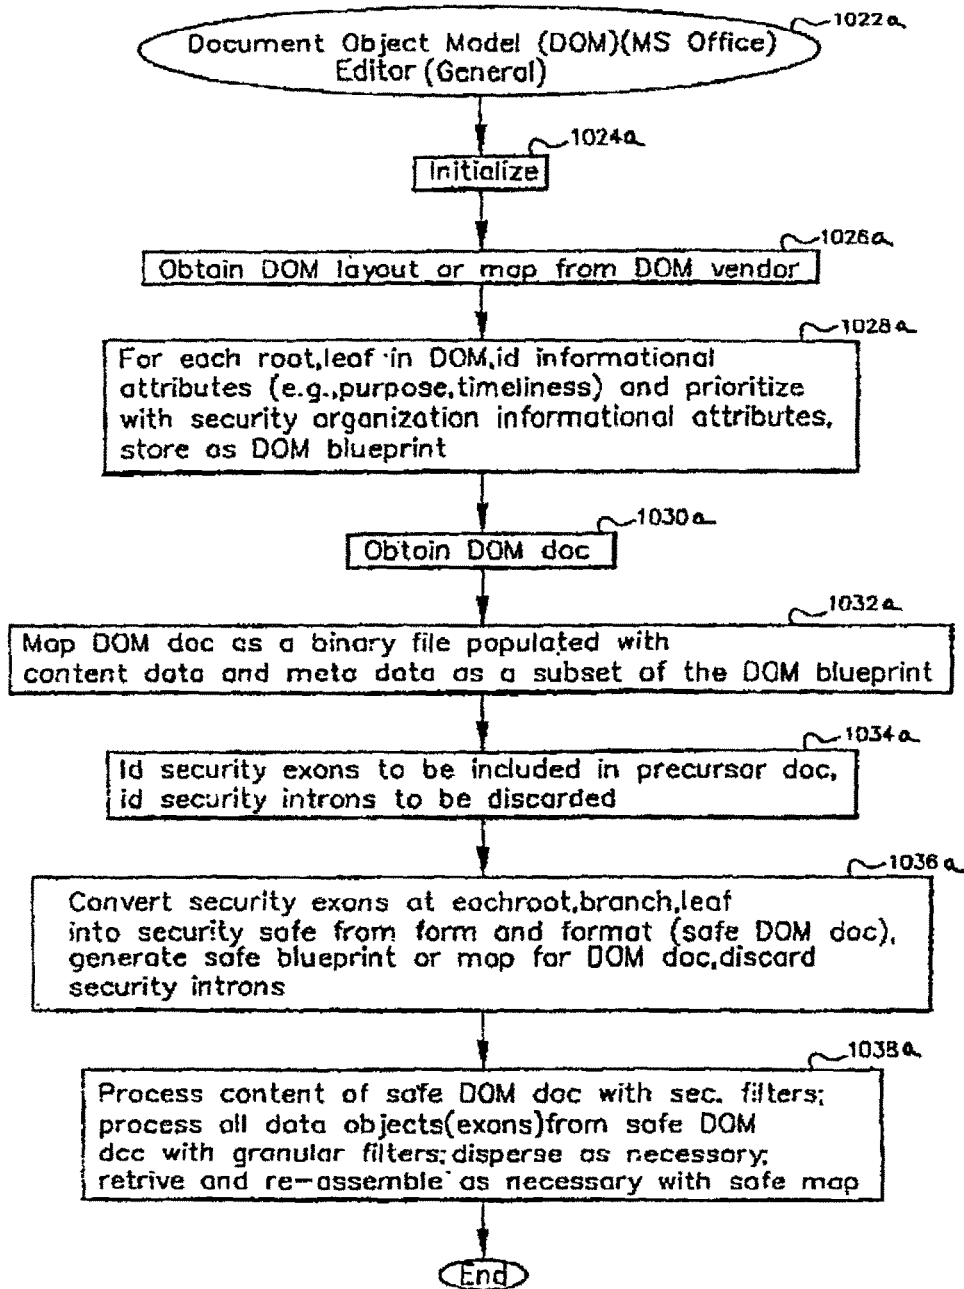 1022a
Document Object Model (DOM)(MS Office)
Editor (General)
1024a
Initialize
1026a
Obtain DOM layout or map from DOM vendor
1028a
For each root,leaf in DOM,id informational
attributes (e.g.,purpose,timeliness) and prioritize
with security organization informational attributes,
store as DOM blueprint
1030a
Obtain DOM doc
1032a
Map DOM doc as a binary file populated with
content data and meta data as a subset of the DOM blueprint
1034a
Id security exons to be included in precursor doc,
id security introns to be discarded
1036a
Convert security exons at eachroot,branch,leaf
into security safe from form and format (safe DOM doc),
generate safe blueprint or map for DOM doc,discard
security introns
1038a
Process content of safe DOM doc with sec. filters;
process all data objects(exons)from safe DOM
doc with granular filters; disperse as necessary;
retrive and re-assemble as necessary with safe map
End